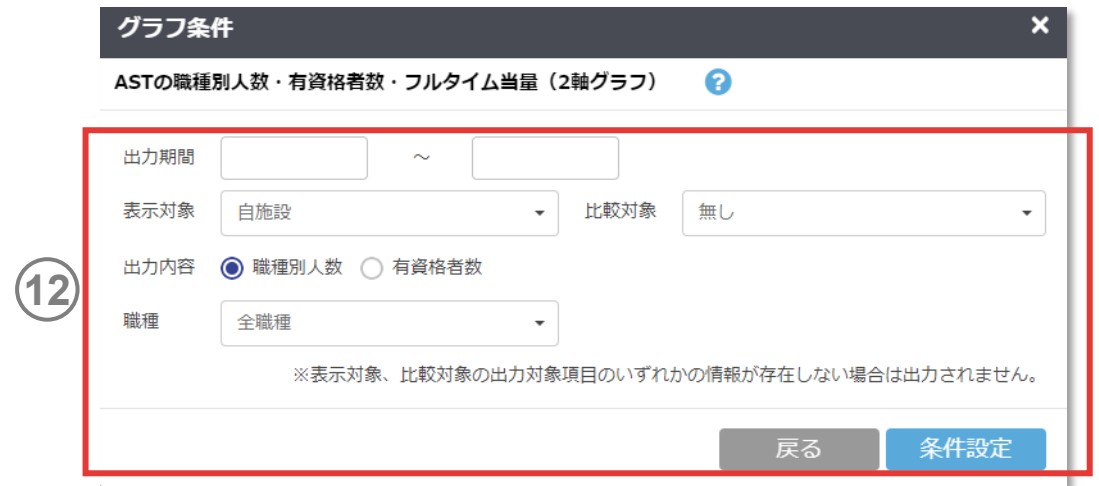 グラフ条件 ×
ASTの職種別人数・有資格者数・フルタイム当量（2軸グラフ） ?
出力期間 ～
表示対象 自施設 比較対象 無し
出力内容 職種別人数 有資格者数
12
職種 全職種
※表示対象、比較対象の出力対象項目のいずれかの情報が存在しない場合は出力されません。
戻る 条件設定